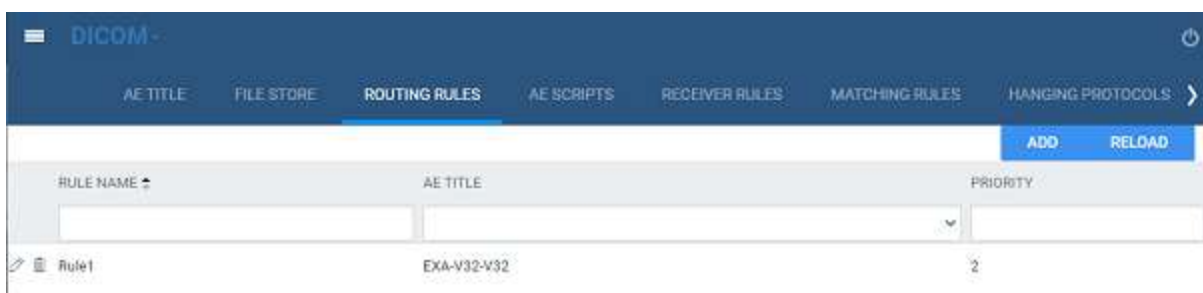 DICOM
AE TITLE FILE STORE ROUTING RULES AE SCRIPTS RECEIVER RULES MATCHING RULES HANGING PROTOCOLS
ADD RELOAD
RULE NAME AE TITLE PRIORITY
Rule1 EXA-V32-V32 2